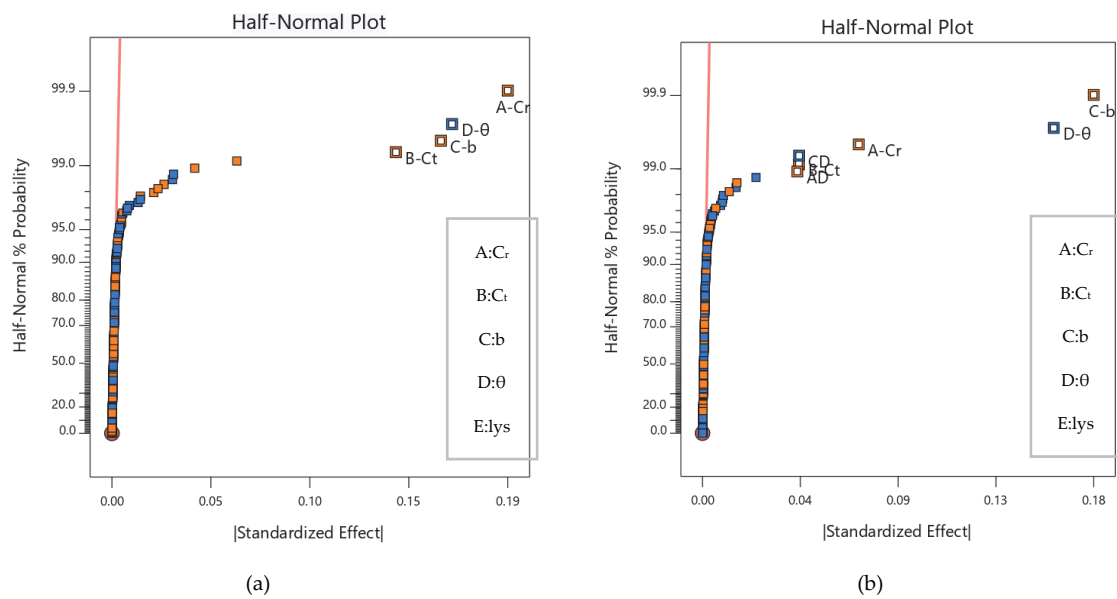 Half-Normal Plot
Half-Normal % Probability
99.9
99.0
95.0
90.0
80.0
70.0
50.0
20.0
0.0
A-Cr
D-θ
C-b
B-Ct
A:Cr
B:Ct
C:b
D:θ
E:lys
0.00
0.05
0.10
0.15
0.19
|Standardized Effect|
(a)
Half-Normal Plot
Half-Normal % Probability
99.9
99.0
95.0
90.0
80.0
70.0
50.0
20.0
0.0
C-b
D-θ
A-Cr
CD
B-Ct
AD
A:Cr
B:Ct
C:b
D:θ
E:lys
0.00
0.04
0.09
0.13
0.18
|Standardized Effect|
(b)